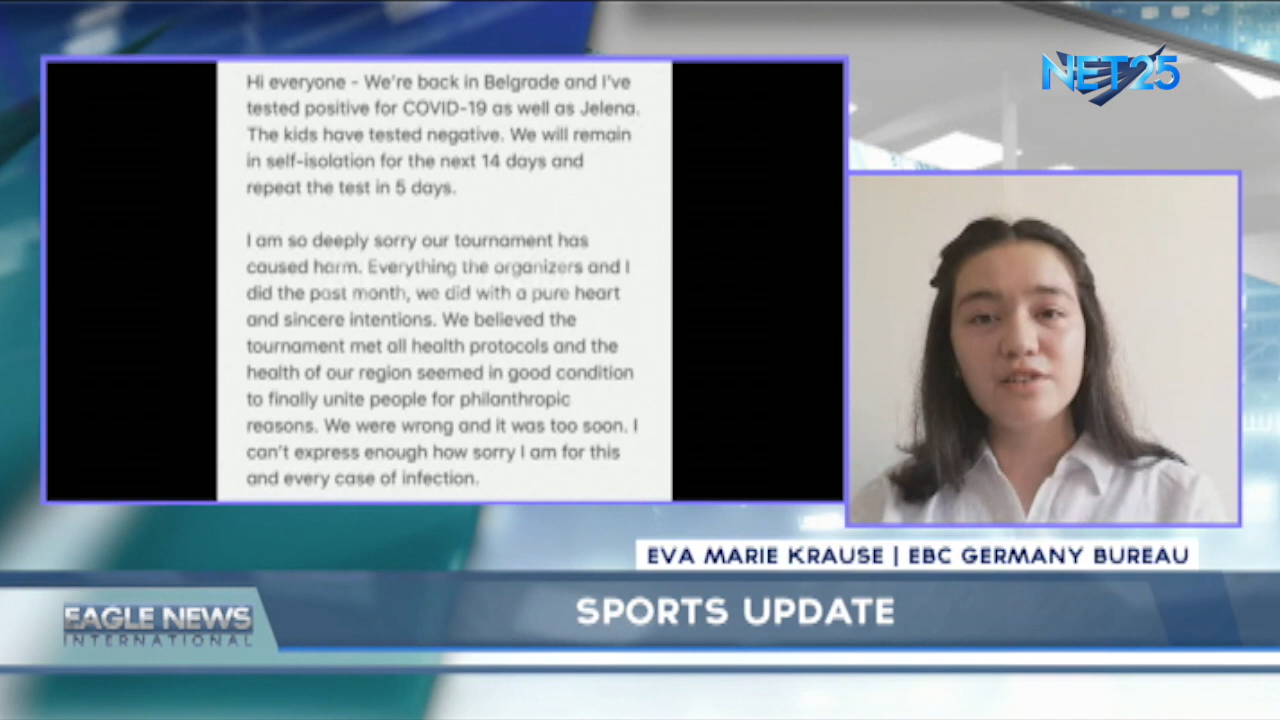 NET25
Hi everyone - We're back in Belgrade and I've
tested positive for COVID-19 as well as Jelena.
The kids have tested negative. We will remain
in self-isolation for the next 14 days and
repeat the test in 5 days.
I am so deeply sorry our tournament has
caused harm. Everything the organizers and I
did the past month, we did with a pure heart
and sincere intentions. We believed the
tournament met all health protocols and the
health of our region seemed in good condition
to finally unite people for philanthropic
reasons. We were wrong and it was too soon. I
can't express enough how sorry I am for this
and every case of infection.
EVA MARIE KRAUSE | EBC GERMANY BUREAU
SPORTS UPDATE
EAGLE NEWS
INTERNATIONAL